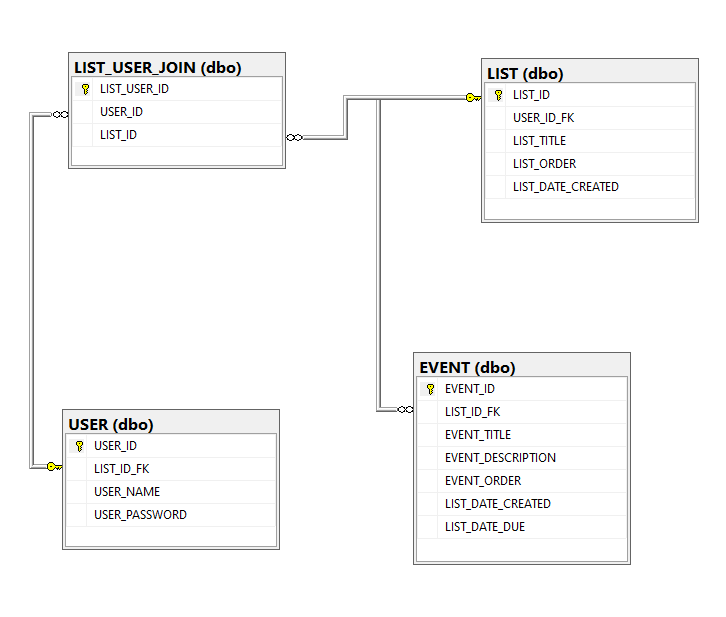 LIST_USER_JOIN (dbo)
LIST_USER_ID
USER_ID
LIST_ID
LIST (dbo)
LIST_ID
USER_ID_FK
LIST_TITLE
LIST_ORDER
LIST_DATE_CREATED
USER (dbo)
USER_ID
LIST_ID_FK
USER_NAME
USER_PASSWORD
EVENT (dbo)
EVENT_ID
LIST_ID_FK
EVENT_TITLE
EVENT_DESCRIPTION
EVENT_ORDER
LIST_DATE_CREATED
LIST_DATE_DUE